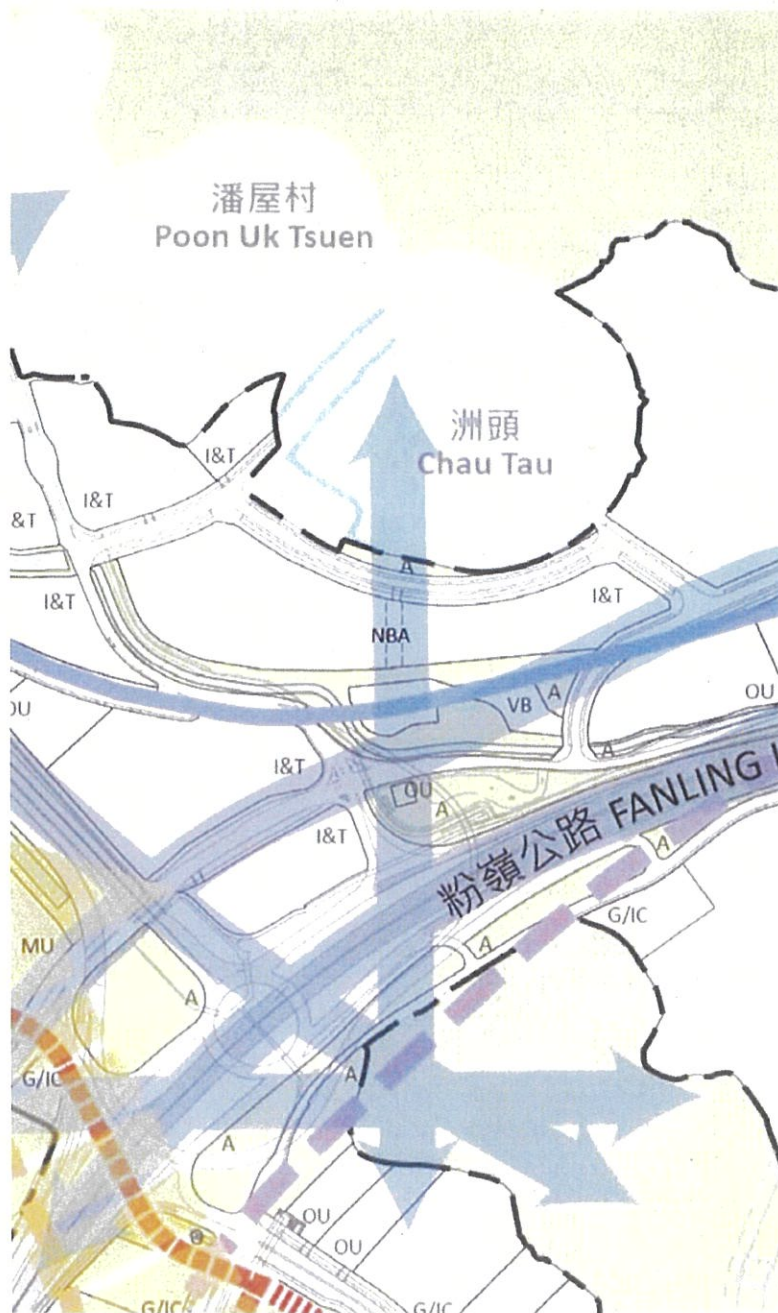 潘屋村
Poon Uk Tsuen
洲頭
Chau Tau
I&T
I&T
&T
A
I&T
I&T
NBA
VB
A
OU
OU
A
I&T
OU
A
I&T
粉嶺公路 FANLING
A
G/IC
MU
A
A
G/IC
A
A
OU
OU
G/IC
G/IC